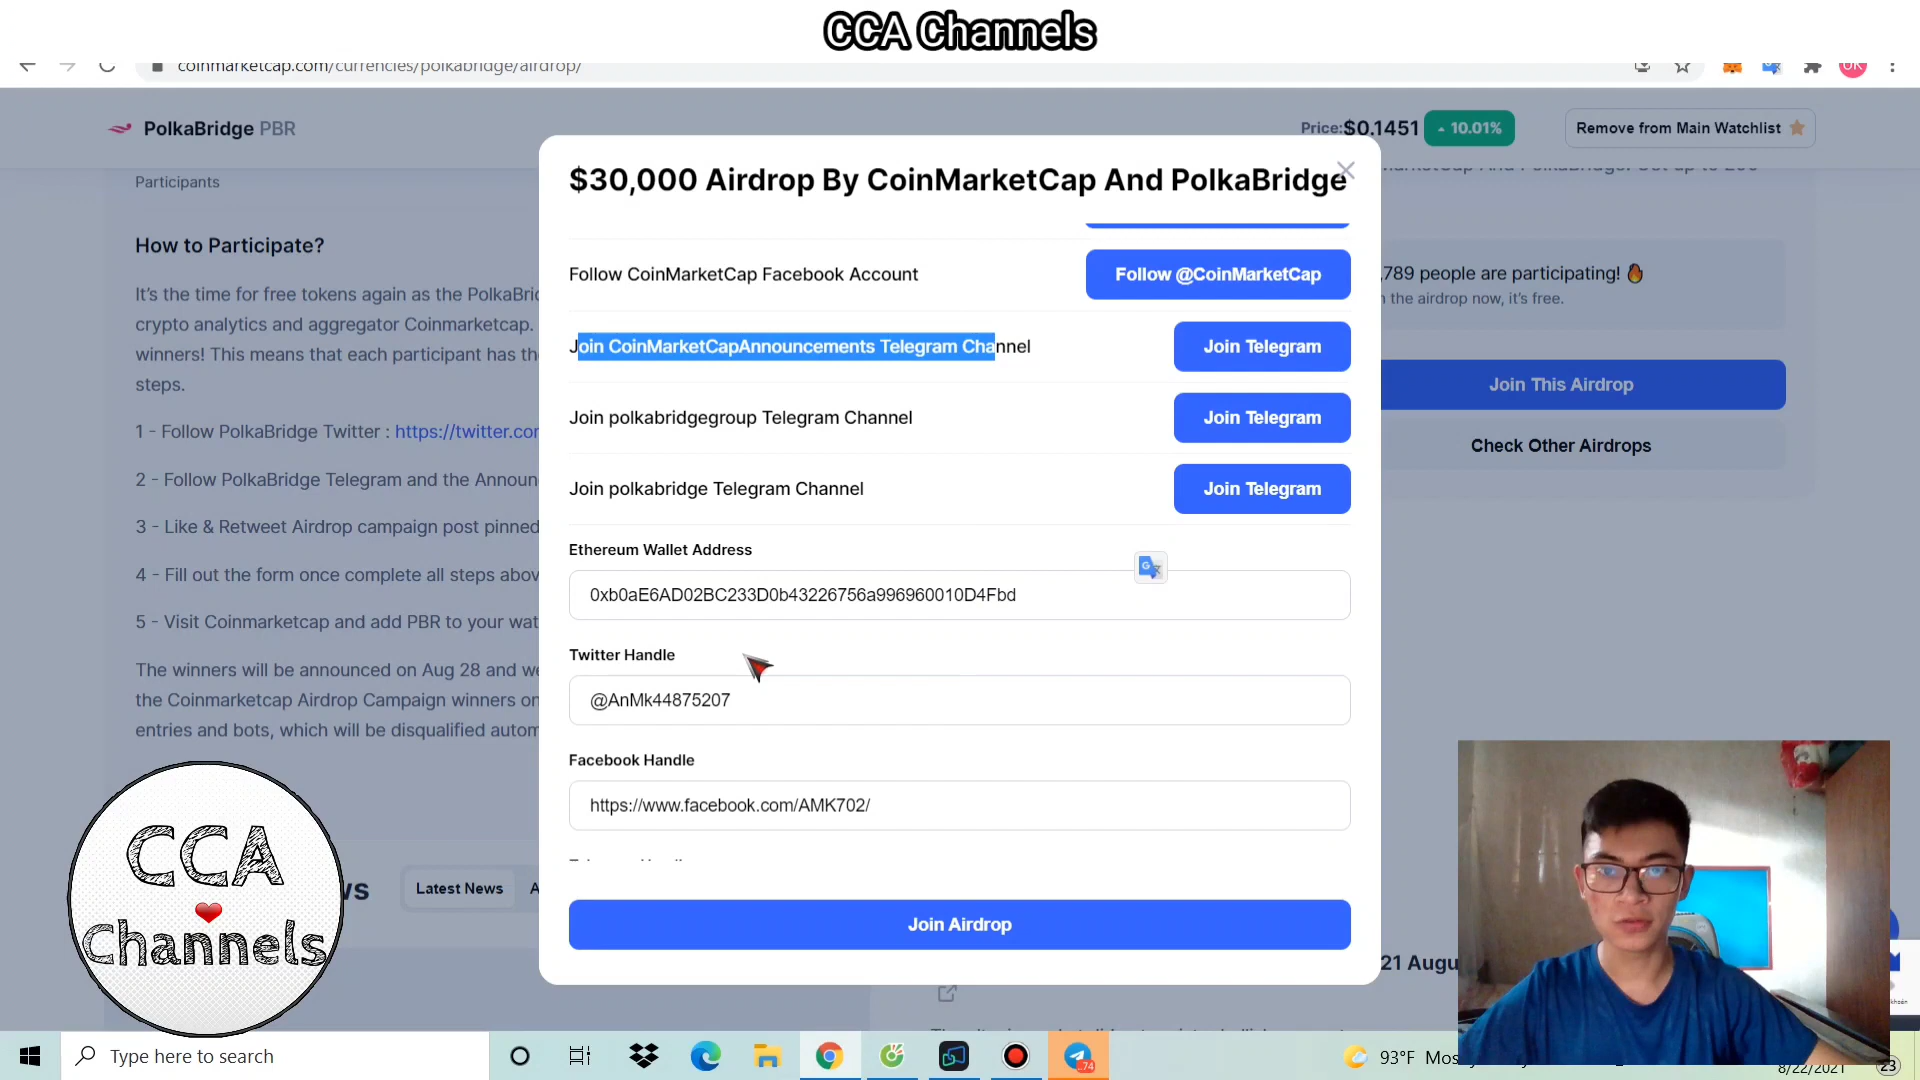 CCA Channels
coinmarketcap.com/currencies/polkabridge/airdrop/
PolkaBridge PBR
Price:$0.1451
10.01%
Remove from Main Watchlist
Participants
How to Participate?
It's the time for free tokens again as the PolkaBri
crypto analytics and aggregator Coinmarketcap.
winners! This means that each participant has th
steps.
1 - Follow PolkaBridge Twitter : https://twitter.co
2 - Follow PolkaBridge Telegram and the Announ
3 - Like & Retweet Airdrop campaign post pinned
4 - Fill out the form once complete all steps abov
5 - Visit Coinmarketcap and add PBR to your wat
The winners will be announced on Aug 28 and we
the Coinmarketcap Airdrop Campaign winners on
entries and bots, which will be disqualified autom
$30,000 Airdrop By CoinMarketCap And PolkaBridge
Follow CoinMarketCap Facebook Account
Follow @CoinMarketCap
Join CoinMarketCapAnnouncements Telegram Channel
Join Telegram
Join polkabridgegroup Telegram Channel
Join Telegram
Join polkabridge Telegram Channel
Join Telegram
Ethereum Wallet Address
0xb0aE6AD02BC233D0b43226756a996960010D4Fbd
Twitter Handle
@AnMk44875207
Facebook Handle
https://www.facebook.com/AMK702/
Join Airdrop
,789 people are participating!
n the airdrop now, it's free.
Join This Airdrop
Check Other Airdrops
CCA
Channels
Latest News
21 Augu
Type here to search
74
93°F
8/22/2021
23